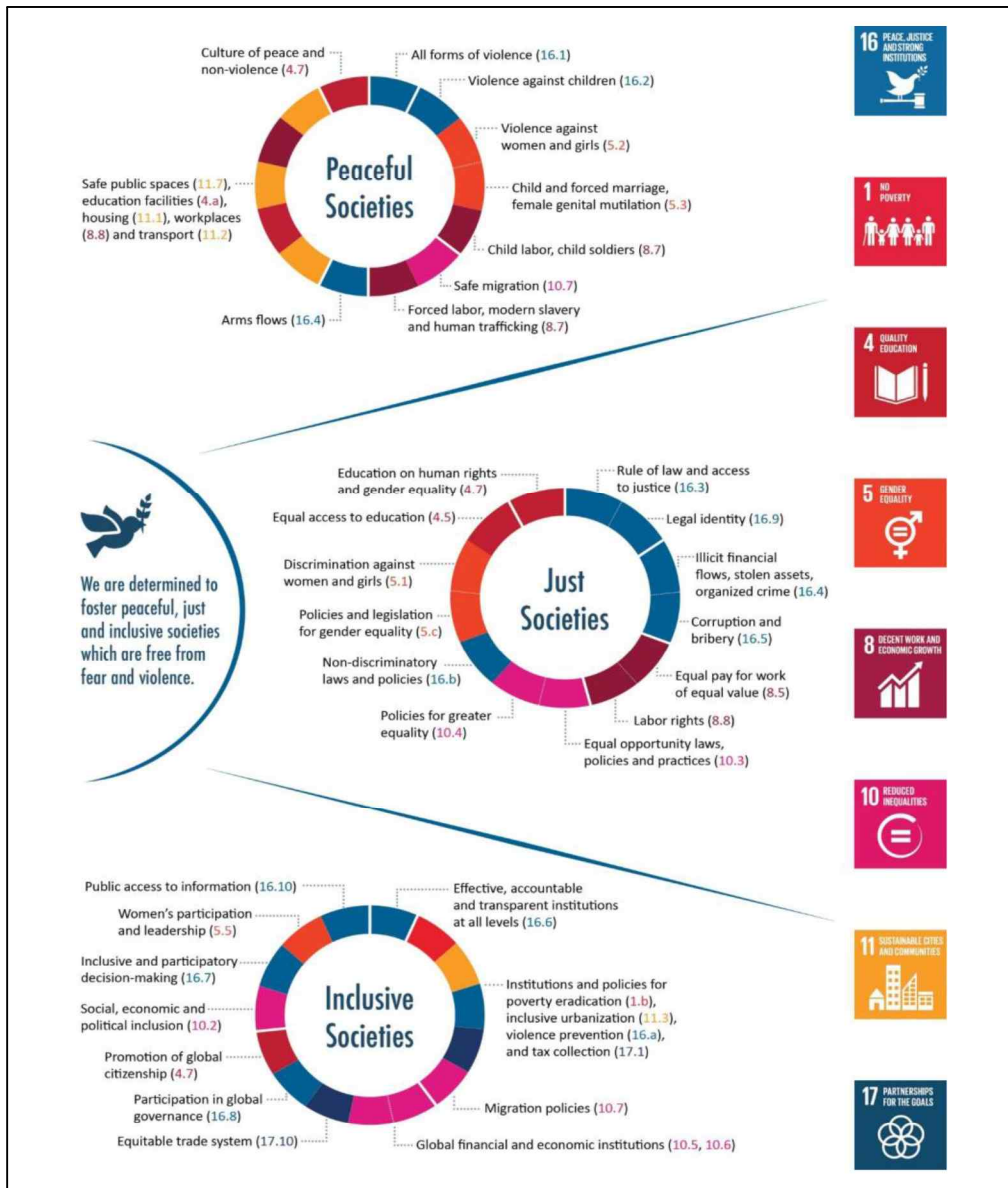 Culture of peace and
non-violence (4.7)
All forms of violence (16.1)
Violence against children (16.2)
Violence against
women and girls (5.2)
Child and forced marriage,
female genital mutilation (5.3)
Child labor, child soldiers (8.7)
Safe migration (10.7)
Forced labor, modern slavery
and human trafficking (8.7)
Arms flows (16.4)
Safe public spaces (11.7),
education facilities (4.a),
housing (11.1), workplaces
(8.8) and transport (11.2)
Peaceful
Societies
We are determined to
foster peaceful, just
and inclusive societies
which are free from
fear and violence.
Education on human rights
and gender equality (4.7)
Equal access to education (4.5)
Discrimination against
women and girls (5.1)
Policies and legislation
for gender equality (5.c)
Non-discriminatory
laws and policies (16.b)
Policies for greater
equality (10.4)
Just
Societies
Rule of law and access
to justice (16.3)
Legal identity (16.9)
Illicit financial
flows, stolen assets,
organized crime (16.4)
Corruption and
bribery (16.5)
Equal pay for work
of equal value (8.5)
Labor rights (8.8)
Equal opportunity laws,
policies and practices (10.3)
Public access to information (16.10)
Women's participation
and leadership (5.5)
Inclusive and participatory
decision-making (16.7)
Social, economic and
political inclusion (10.2)
Promotion of global
citizenship (4.7)
Participation in global
governance (16.8)
Equitable trade system (17.10)
Inclusive
Societies
Effective, accountable
and transparent institutions
at all levels (16.6)
Institutions and policies for
poverty eradication (1.b),
inclusive urbanization (11.3),
violence prevention (16.a),
and tax collection (17.1)
Migration policies (10.7)
Global financial and economic institutions (10.5, 10.6)
16 PEACE, JUSTICE
AND STRONG
INSTITUTIONS
1 NO
POVERTY
4 QUALITY
EDUCATION
5 GENDER
EQUALITY
8 DECENT WORK AND
ECONOMIC GROWTH
10 REDUCED
INEQUALITIES
11 SUSTAINABLE CITIES
AND COMMUNITIES
17 PARTNERSHIPS
FOR THE GOALS